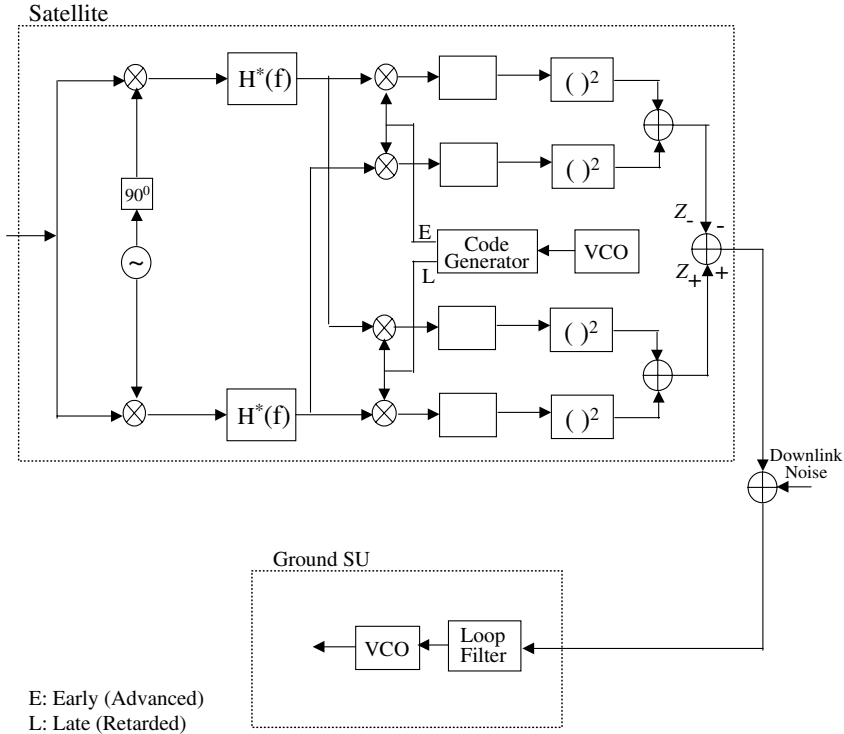 Satellite
H*(f)
( )²
( )²
90⁰
Z-
-
E
Code
Generator
VCO
~
L
Z+
+
( )²
H*(f)
( )²
Downlink
Noise
Ground SU
VCO
Loop
Filter
E: Early (Advanced)
L: Late (Retarded)